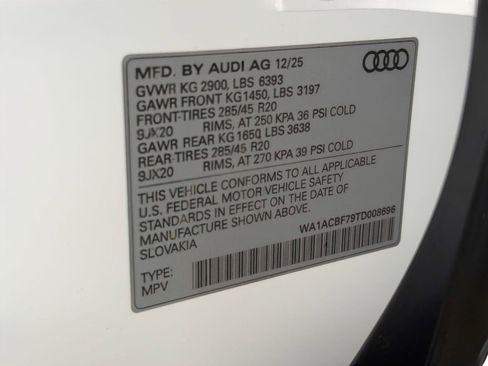 MFD. BY AUDI AG 12/25
GVWR KG 2900, LBS 6393
GAWR FRONT KG1450, LBS 3197
FRONT-TIRES 285/45 R20
9JX20 RIMS, AT 250 KPA 36 PSI COLD
GAWR REAR KG 1650, LBS 3638
REAR-TIRES 285/45 R20
9JX20 RIMS, AT 270 KPA 39 PSI COLD
THIS VEHICLE CONFORMS TO ALL APPLICABLE
U.S. FEDERAL MOTOR VEHICLE SAFETY
STANDARDS IN EFFECT ON THE DATE OF
MANUFACTURE SHOWN ABOVE.
SLOVAKIA
WA1ACBF79TD008696
TYPE:
MPV